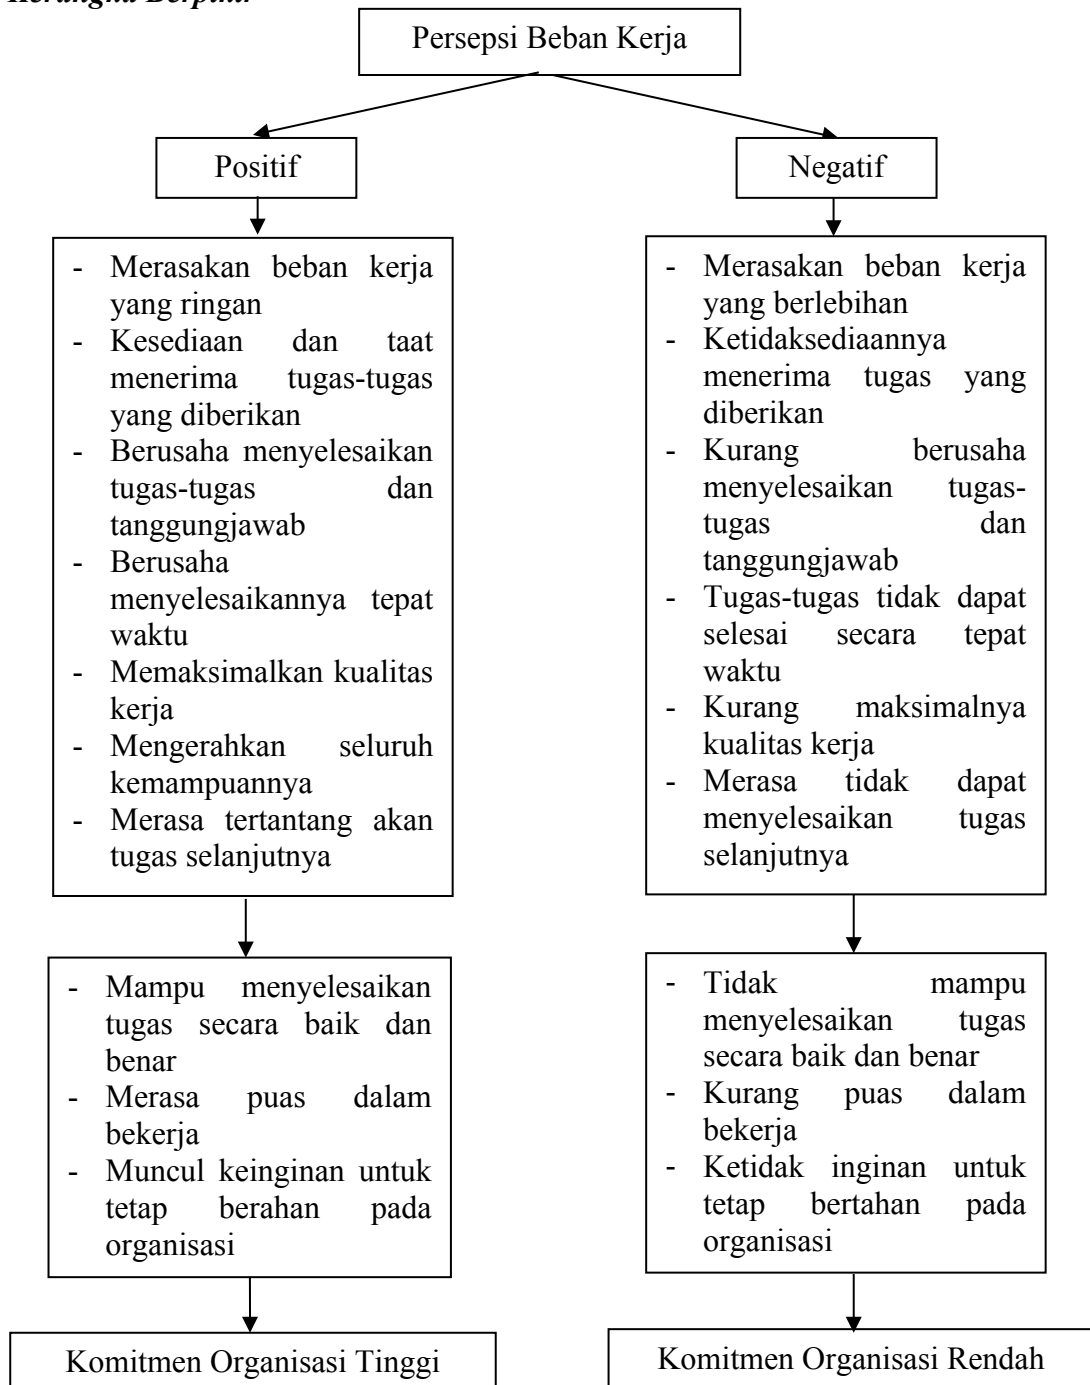 Kerangka Berpikir
Persepsi Beban Kerja
Positif
Negatif
- Merasakan beban kerja
yang ringan
- Kesediaan dan taat
menerima tugas-tugas
yang diberikan
- Berusaha menyelesaikan
tugas-tugas dan
tanggungjawab
- Berusaha
menyelesaikannya tepat
waktu
- Memaksimalkan kualitas
kerja
- Mengerahkan seluruh
kemampuannya
- Merasa tertantang akan
tugas selanjutnya
- Merasakan beban kerja
yang berlebihan
- Ketidaksediaannya
menerima tugas yang
diberikan
- Kurang berusaha
menyelesaikan tugas-
tugas dan
tanggungjawab
- Tugas-tugas tidak dapat
selesai secara tepat
waktu
- Kurang maksimalnya
kualitas kerja
- Merasa tidak dapat
menyelesaikan tugas
selanjutnya
- Mampu menyelesaikan
tugas secara baik dan
benar
- Merasa puas dalam
bekerja
- Muncul keinginan untuk
tetap berahan pada
organisasi
- Tidak mampu
menyelesaikan tugas
secara baik dan benar
- Kurang puas dalam
bekerja
- Ketidak inginan untuk
tetap bertahan pada
organisasi
Komitmen Organisasi Tinggi
Komitmen Organisasi Rendah